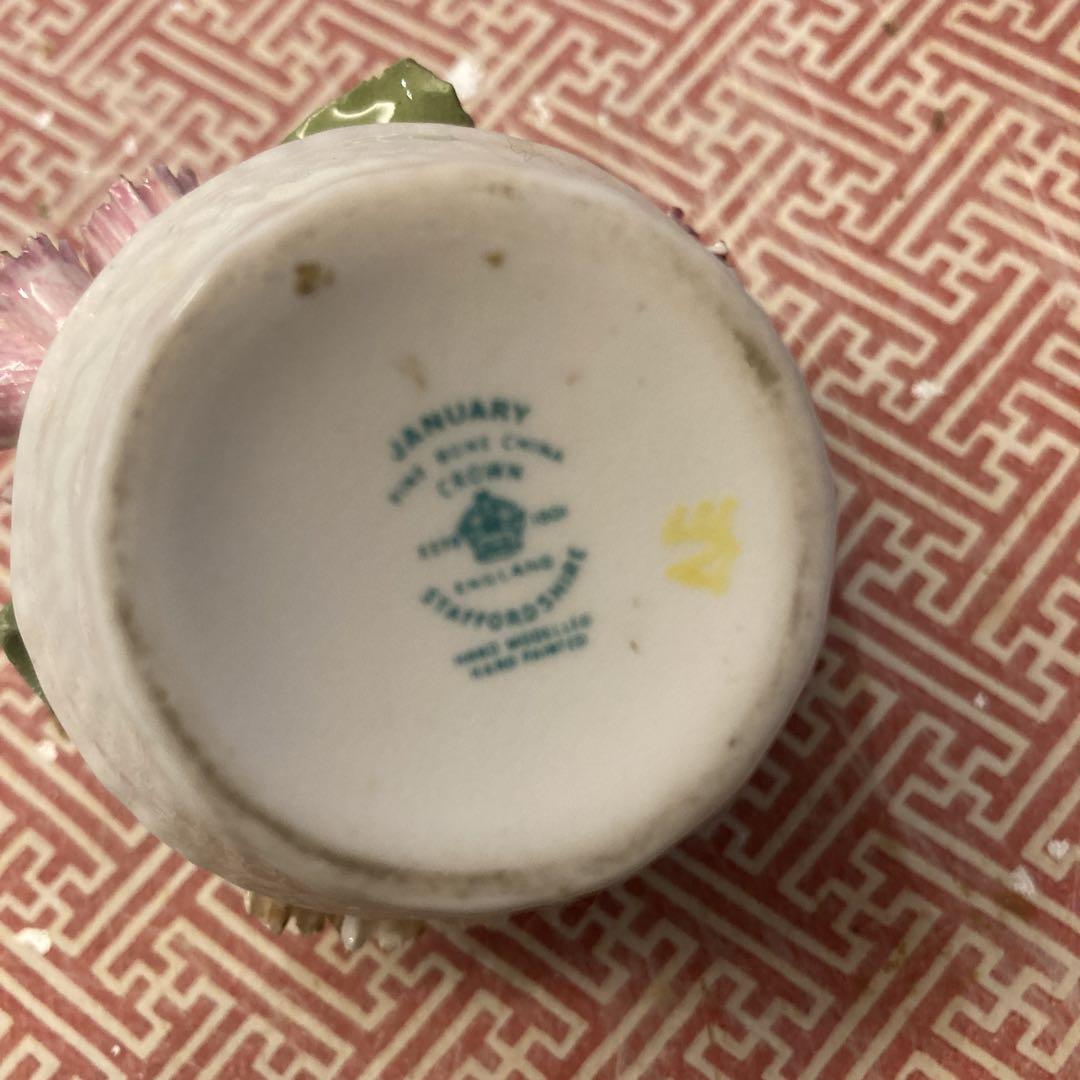 JANUARY
FINE BONE CHINA
CROWN
ESTD 1801
ENGLAND
STAFFORDSHIRE
HAND MODELLED
HAND PAINTED